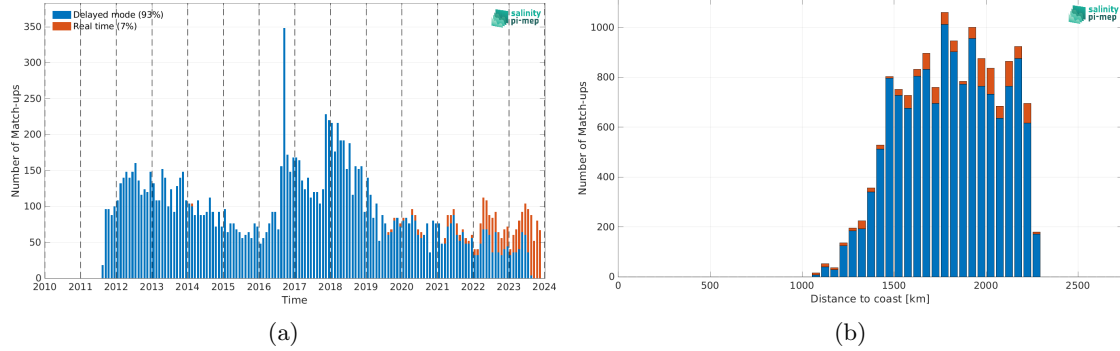 Delayed mode (93%)
Real time (7%)
salinity
pi-mep
Number of Match-ups
350
300
250
200
150
100
50
0
2010 2011 2012 2013 2014 2015 2016 2017 2018 2019 2020 2021 2022 2023 2024
Time
(a)
salinity
pi-mep
Number of Match-ups
1000
800
600
400
200
0
0 500 1000 1500 2000 2500
Distance to coast [km]
(b)